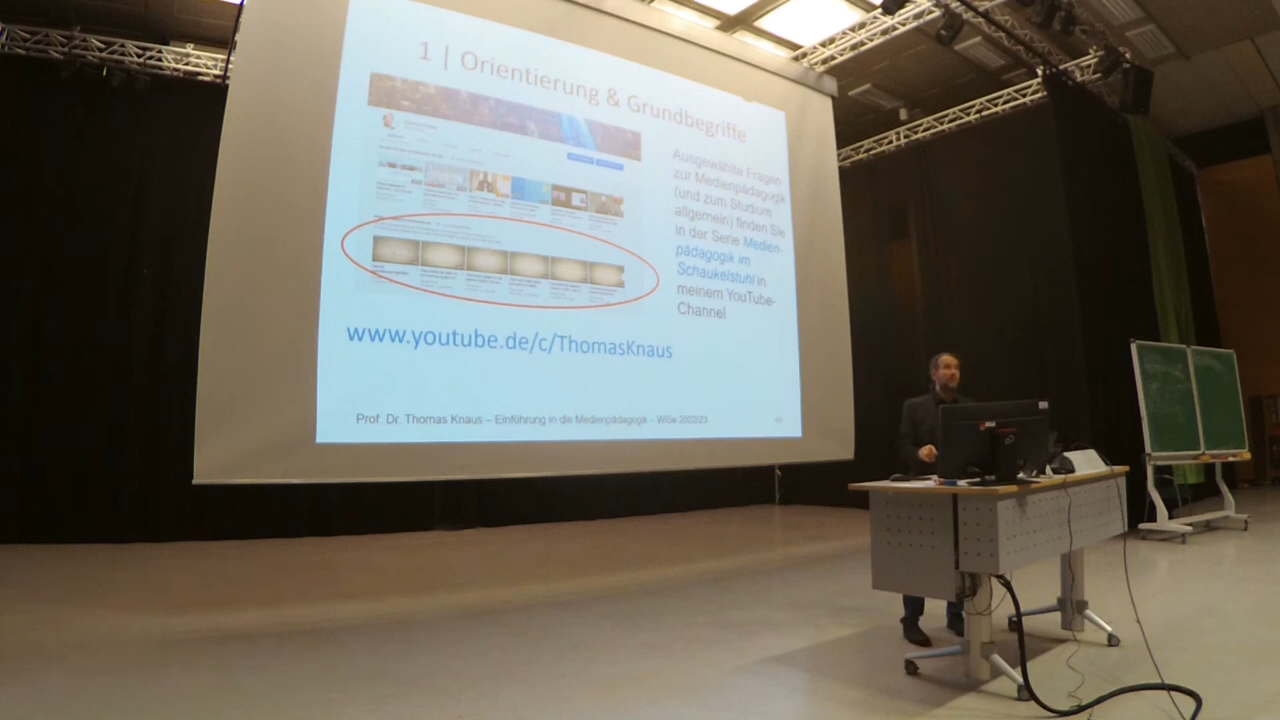 1 | Orientierung & Grundbegriffe
Ausgewählte Fragen
zur Medienpädagogik
(und zum Studium
allgemein) finden Sie
in der Serie Medien-
pädagogik im
Schaukelstuhl in
meinem YouTube-
Channel
www.youtube.de/c/ThomasKnaus
Prof. Dr. Thomas Knaus – Einführung in die Medienpädagogik – WiSe 2022/23